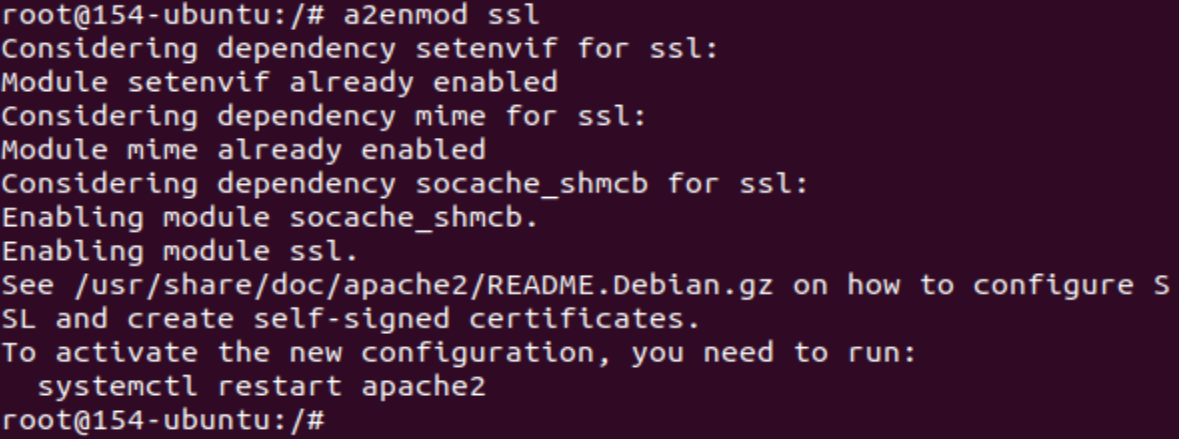 root@154-ubuntu:/# a2enmod ssl
Considering dependency setenvif for ssl:
Module setenvif already enabled
Considering dependency mime for ssl:
Module mime already enabled
Considering dependency socache_shmcb for ssl:
Enabling module socache_shmcb.
Enabling module ssl.
See /usr/share/doc/apache2/README.Debian.gz on how to configure S
SL and create self-signed certificates.
To activate the new configuration, you need to run:
  systemctl restart apache2
root@154-ubuntu:/#